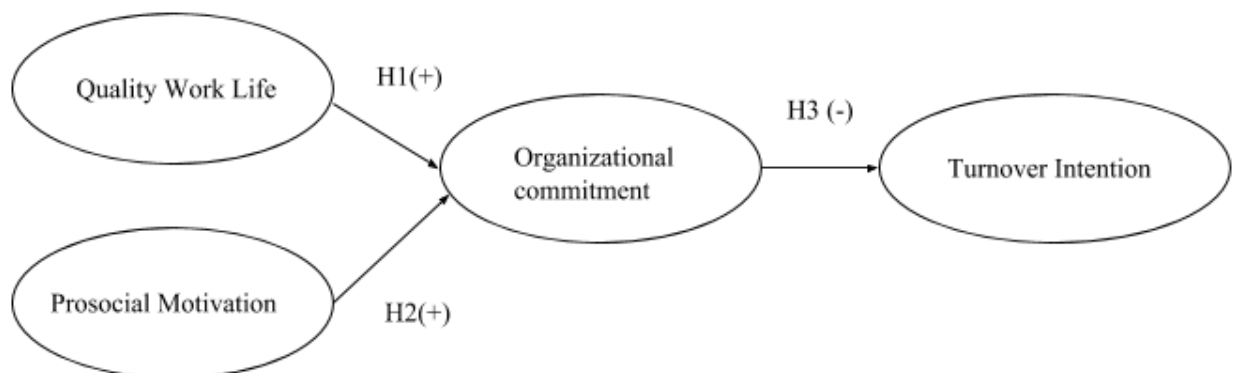 Quality Work Life
H1(+)
H3 (-)
Organizational
commitment
Turnover Intention
Prosocial Motivation
H2(+)